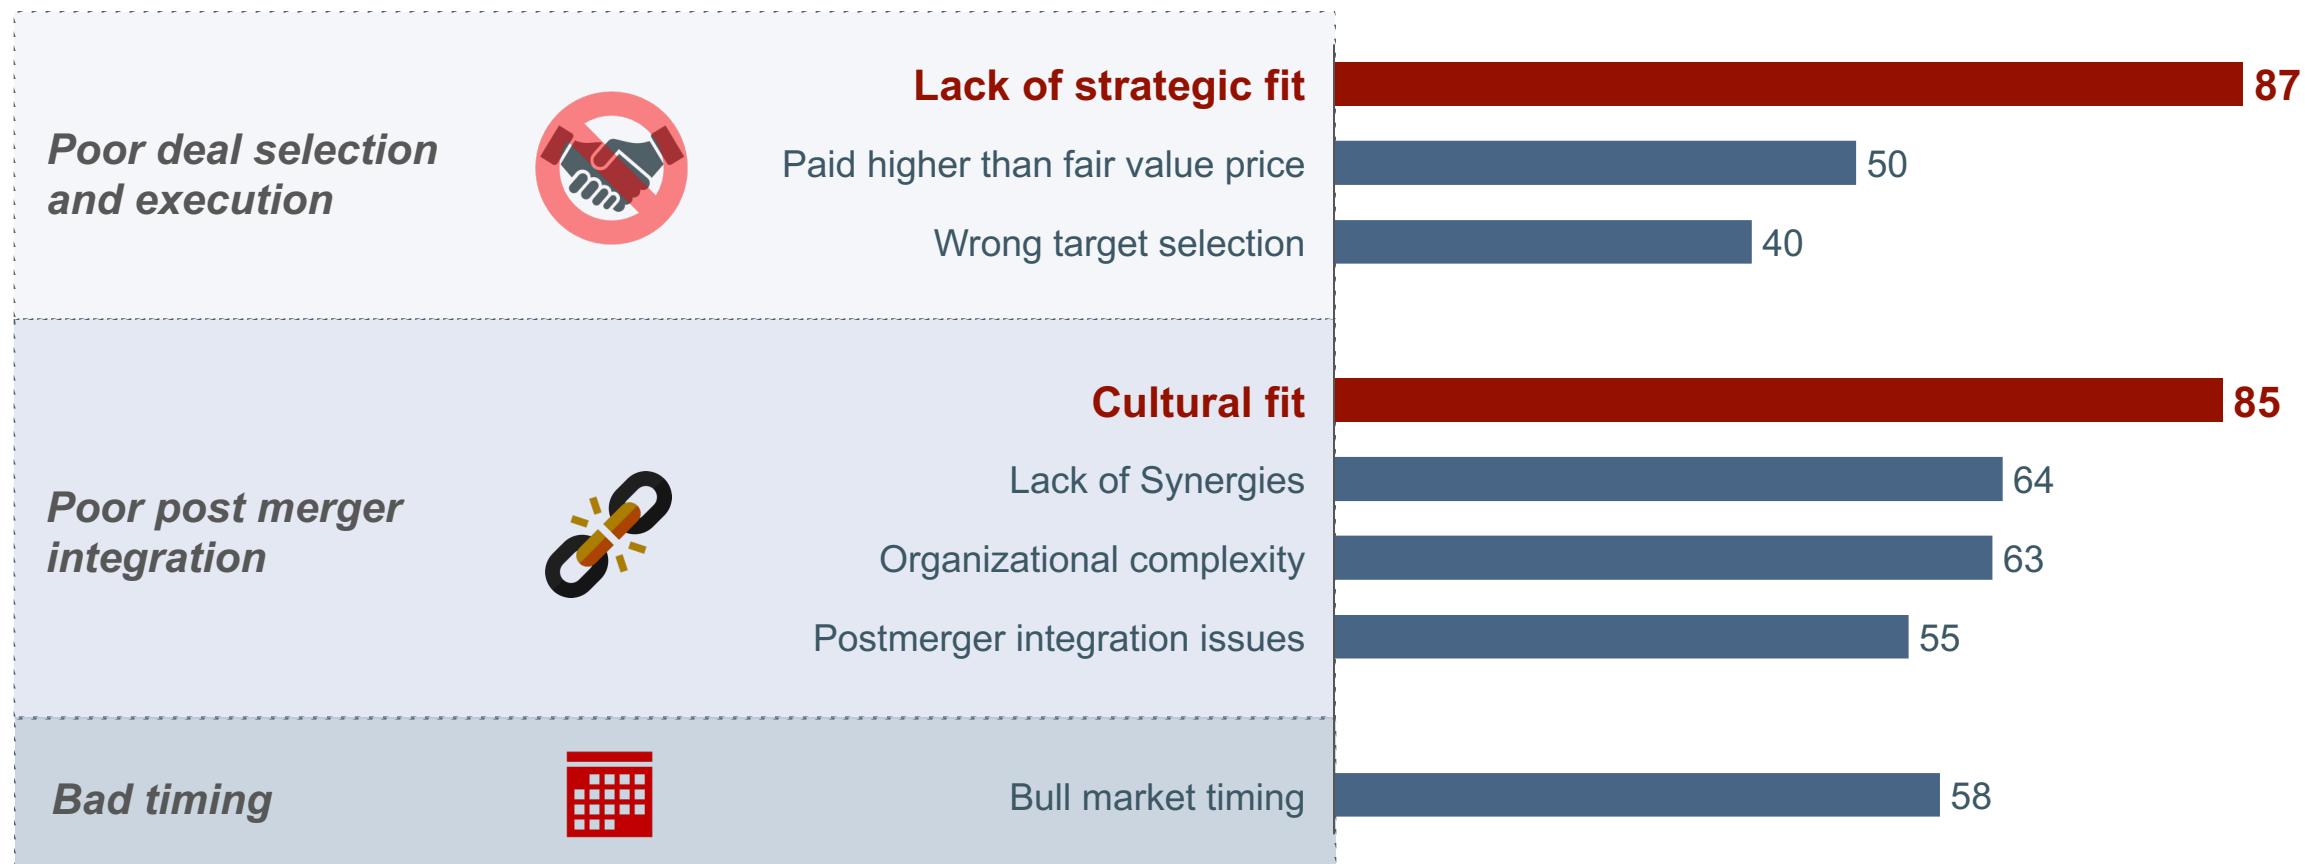 Poor deal selection
and execution
Lack of strategic fit 87
Paid higher than fair value price 50
Wrong target selection 40
Poor post merger
integration
Cultural fit 85
Lack of Synergies 64
Organizational complexity 63
Postmerger integration issues 55
Bad timing
Bull market timing 58